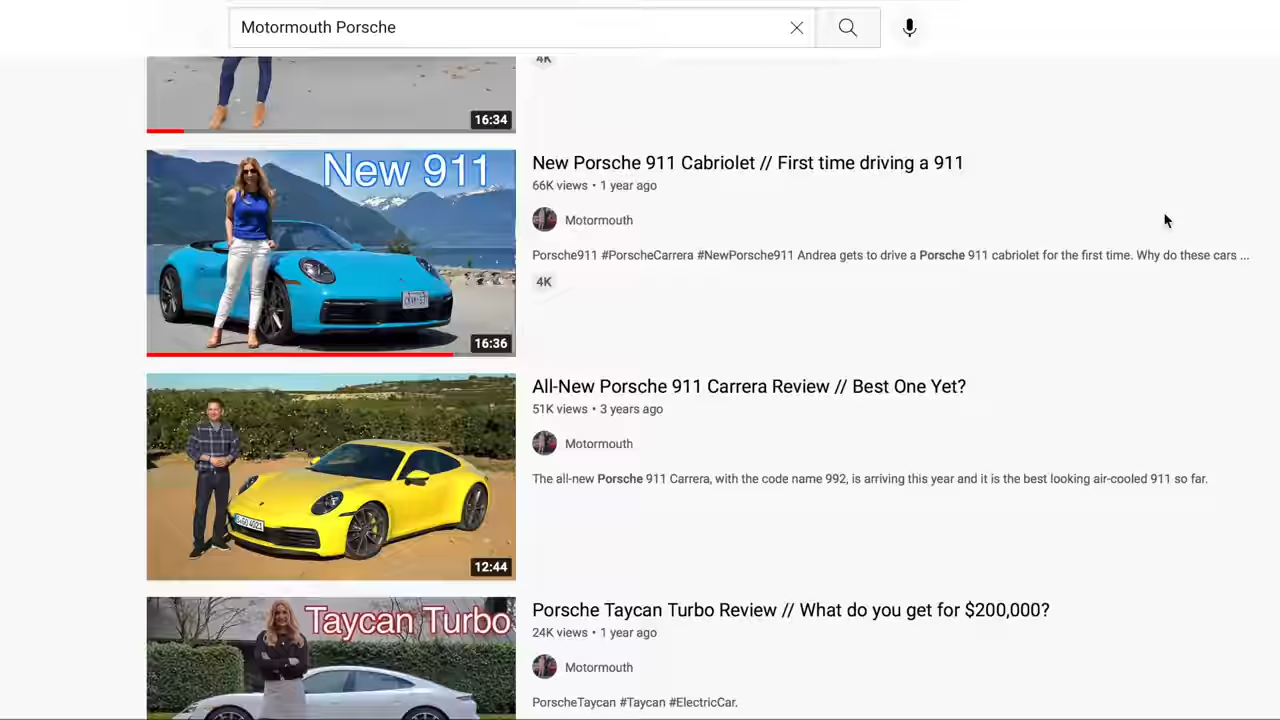 Motormouth Porsche
4K
16:34
New 911
16:36
New Porsche 911 Cabriolet // First time driving a 911
66K views • 1 year ago
Motormouth
Porsche911 #PorscheCarrera #NewPorsche911 Andrea gets to drive a Porsche 911 cabriolet for the first time. Why do these cars ...
4K
12:44
All-New Porsche 911 Carrera Review // Best One Yet?
51K views • 3 years ago
Motormouth
The all-new Porsche 911 Carrera, with the code name 992, is arriving this year and it is the best looking air-cooled 911 so far.
Taycan Turbo
Porsche Taycan Turbo Review // What do you get for $200,000?
24K views • 1 year ago
Motormouth
PorscheTaycan #Taycan #ElectricCar.